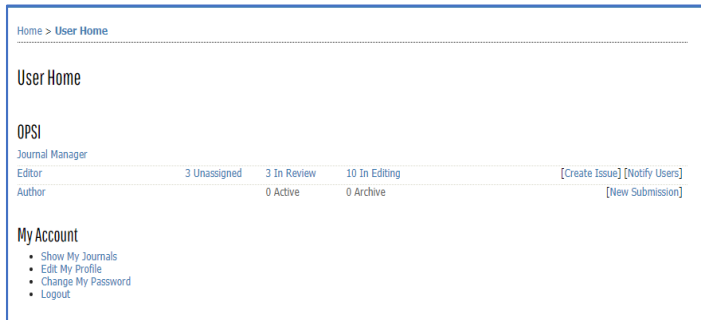 Home > User Home
User Home
OPSI
Journal Manager
Editor 3 Unassigned 3 In Review 10 In Editing [Create Issue] [Notify Users]
Author 0 Active 0 Archive [New Submission]
My Account
• Show My Journals
• Edit My Profile
• Change My Password
• Logout